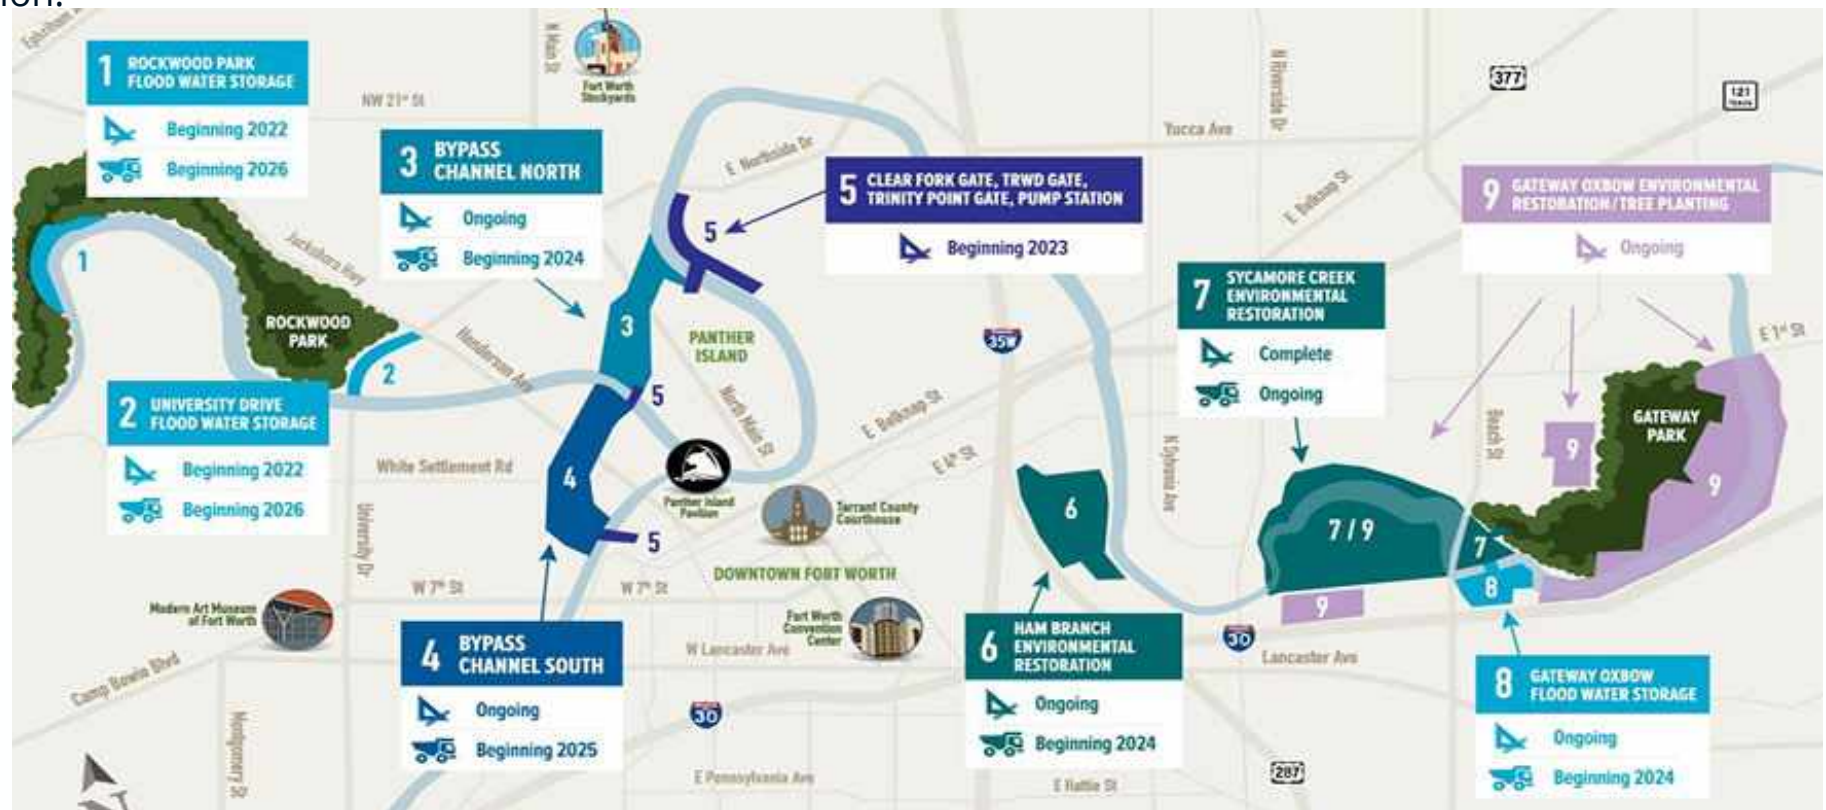 ion.
1 ROCKWOOD PARK
FLOOD WATER STORAGE
Beginning 2022
Beginning 2026
2 UNIVERSITY DRIVE
FLOOD WATER STORAGE
Beginning 2022
Beginning 2026
3 BYPASS
CHANNEL NORTH
Ongoing
Beginning 2024
4 BYPASS
CHANNEL SOUTH
Ongoing
Beginning 2025
5 CLEAR FORK GATE, TRWD GATE,
TRINITY POINT GATE, PUMP STATION
Beginning 2023
6 HAM BRANCH
ENVIRONMENTAL
RESTORATION
Ongoing
Beginning 2024
7 SYCAMORE CREEK
ENVIRONMENTAL
RESTORATION
Complete
Ongoing
8 GATEWAY OXBOW
FLOOD WATER STORAGE
Ongoing
Beginning 2024
9 GATEWAY OXBOW ENVIRONMENTAL
RESTORATION/TREE PLANTING
Ongoing
1
2
3
4
5
5
5
6
7 / 9
7
8
9
9
9
ROCKWOOD
PARK
PANTHER
ISLAND
GATEWAY
PARK
DOWNTOWN FORT WORTH
Fort Worth
Stockyards
Panther Island
Pavilion
Tarrant County
Courthouse
Fort Worth
Convention
Center
Modern Art Museum
of Fort Worth
N Main St
NW 21st St
Jacksboro Hwy
Henderson Ave
White Settlement Rd
University Dr
W 7th St
W 7th St
Camp Bowie Blvd
Montgomery St
E Northside Dr
North Main St
E. Belknap St
E 4th St
W Lancaster Ave
E Pennsylvania Ave
E Hattie St
Lancaster Ave
N Sylvania Ave
Yucca Ave
N Riverside Dr
E. Belknap St
Beach St
E 1st St
35W
30
30
287
377
121